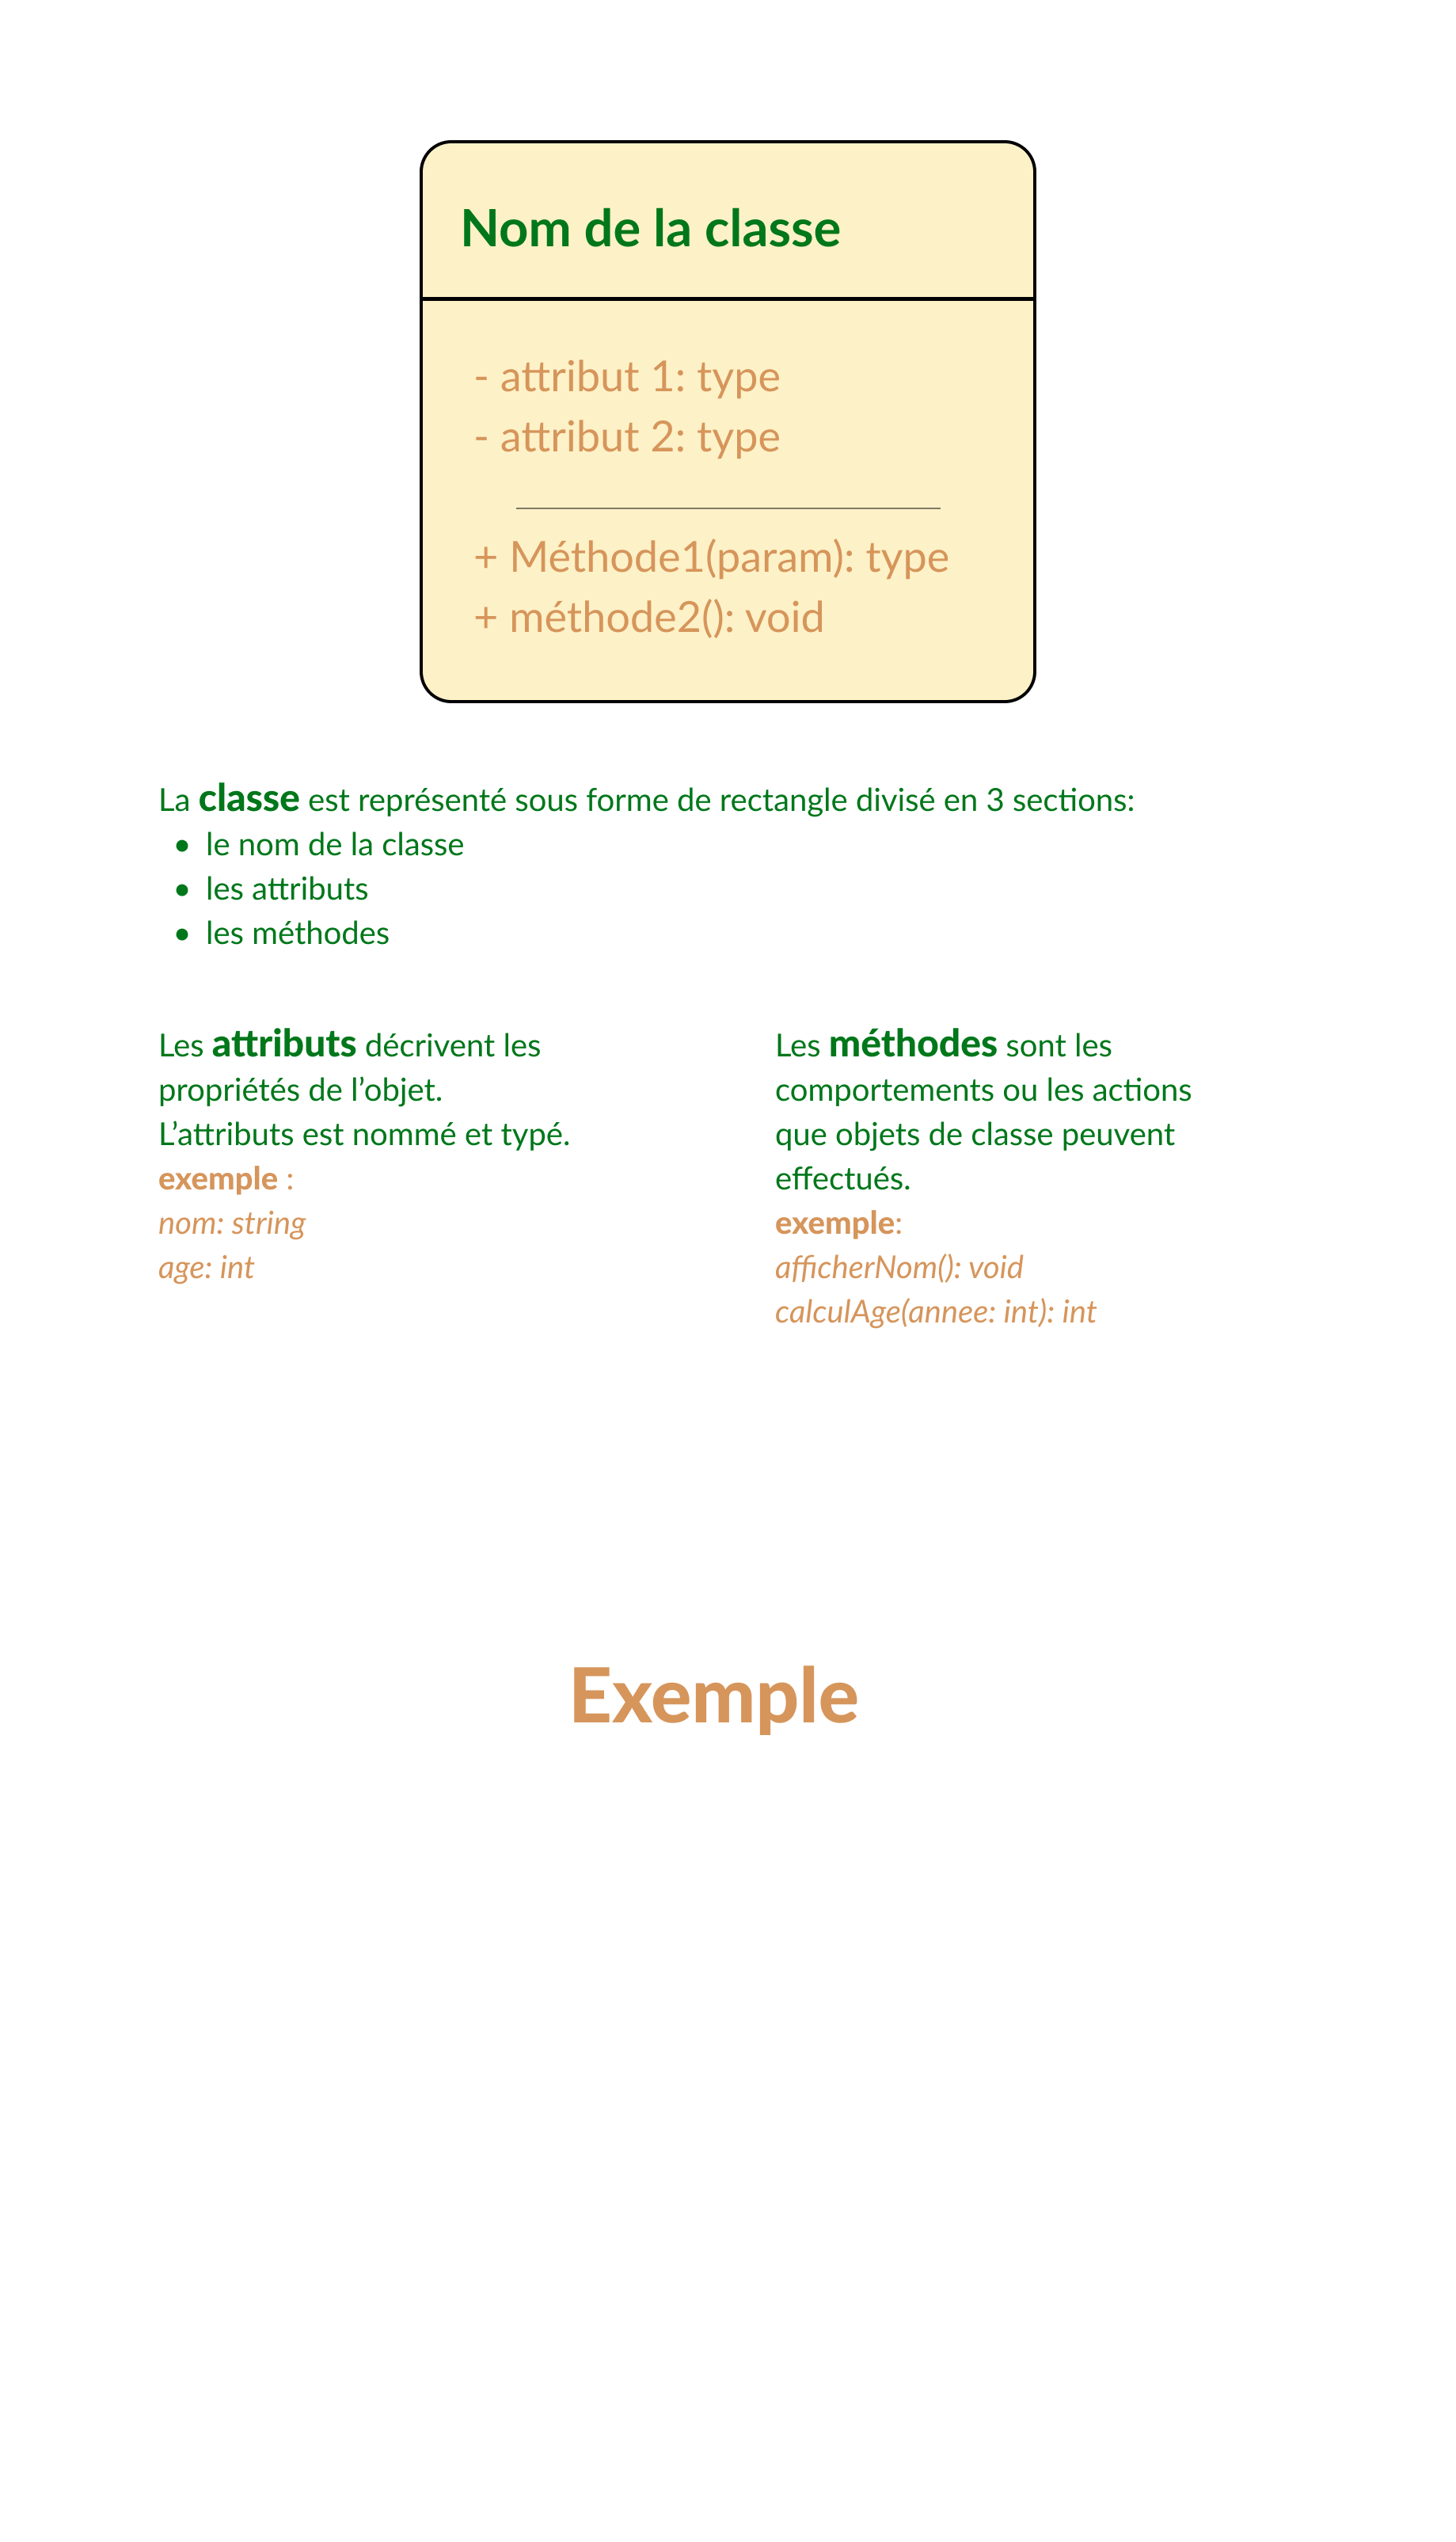 Nom de la classe
- attribut 1: type
- attribut 2: type
+ Méthode1(param): type
+ méthode2(): void
La classe est représenté sous forme de rectangle divisé en 3 sections:
• le nom de la classe
• les attributs
• les méthodes
Les attributs décrivent les
propriétés de l’objet.
L’attributs est nommé et typé.
exemple :
nom: string
age: int
Les méthodes sont les
comportements ou les actions
que objets de classe peuvent
effectués.
exemple:
afficherNom(): void
calculAge(annee: int): int
Exemple